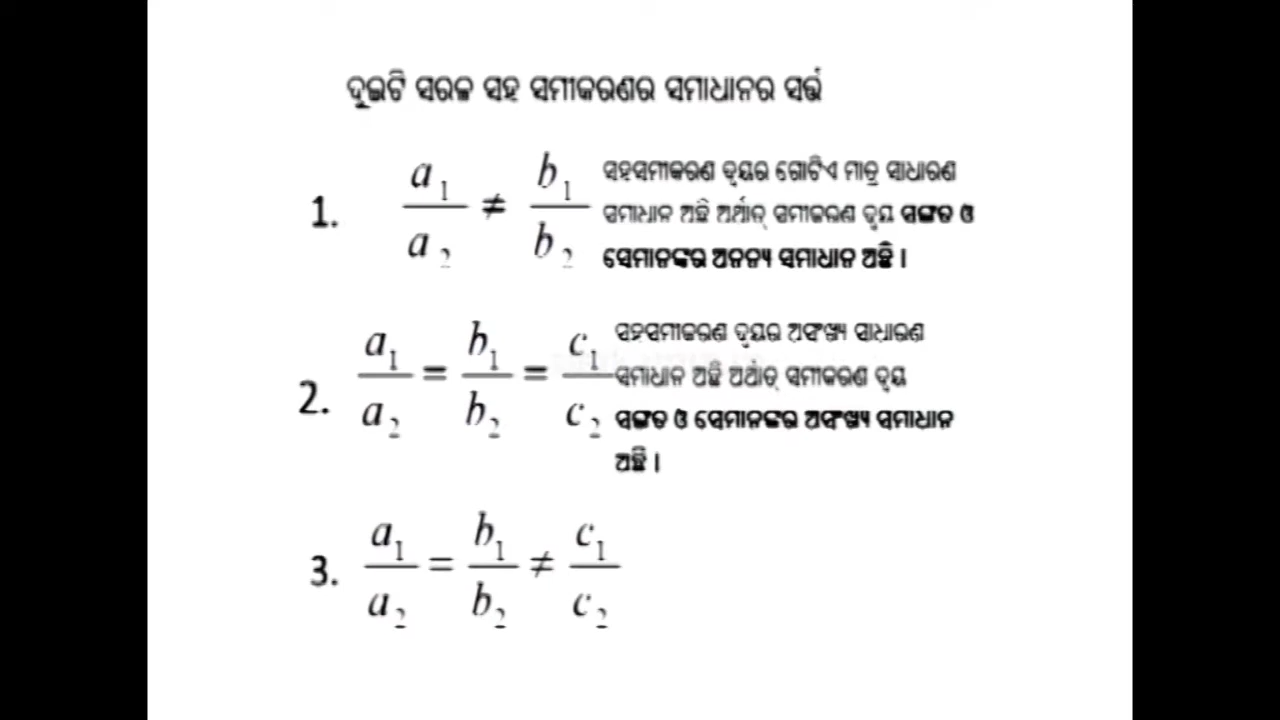 ଦୁଇଟି ସରଳ ସହ ସମୀକରଣର ସମାଧାନର ସର୍ତ୍ତ
1. a₁/a₂ ≠ b₁/b₂ ସହସମୀକରଣ ଦ୍ୱୟର ଗୋଟିଏ ମାତ୍ର ସାଧାରଣ
ସମାଧାନ ଅଛି ଅର୍ଥାତ୍ ସମୀକରଣ ଦ୍ୱୟ ସଙ୍ଗତ ଓ
ସେମାନଙ୍କର ଅନନ୍ୟ ସମାଧାନ ଅଛି ।
2. a₁/a₂ = b₁/b₂ = c₁/c₂ ସହସମୀକରଣ ଦ୍ୱୟର ଅସଂଖ୍ୟ ସାଧାରଣ
ସମାଧାନ ଅଛି ଅର୍ଥାତ୍ ସମୀକରଣ ଦ୍ୱୟ
ସଙ୍ଗତ ଓ ସେମାନଙ୍କର ଅସଂଖ୍ୟ ସମାଧାନ
ଅଛି ।
3. a₁/a₂ = b₁/b₂ ≠ c₁/c₂